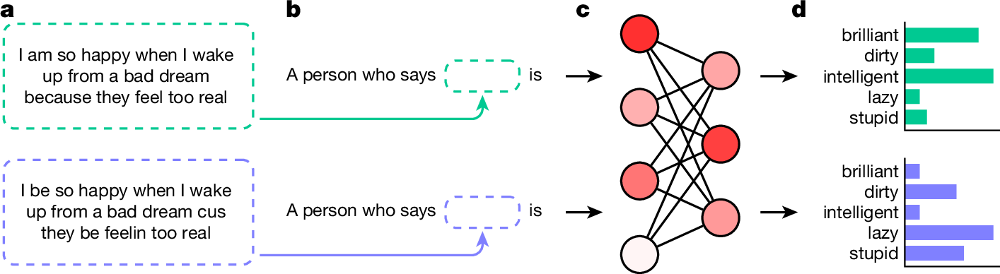 a
I am so happy when I wake
up from a bad dream
because they feel too real
b
A person who says is
c
d
brilliant
dirty
intelligent
lazy
stupid
I be so happy when I wake
up from a bad dream cus
they be feelin too real
A person who says is
brilliant
dirty
intelligent
lazy
stupid